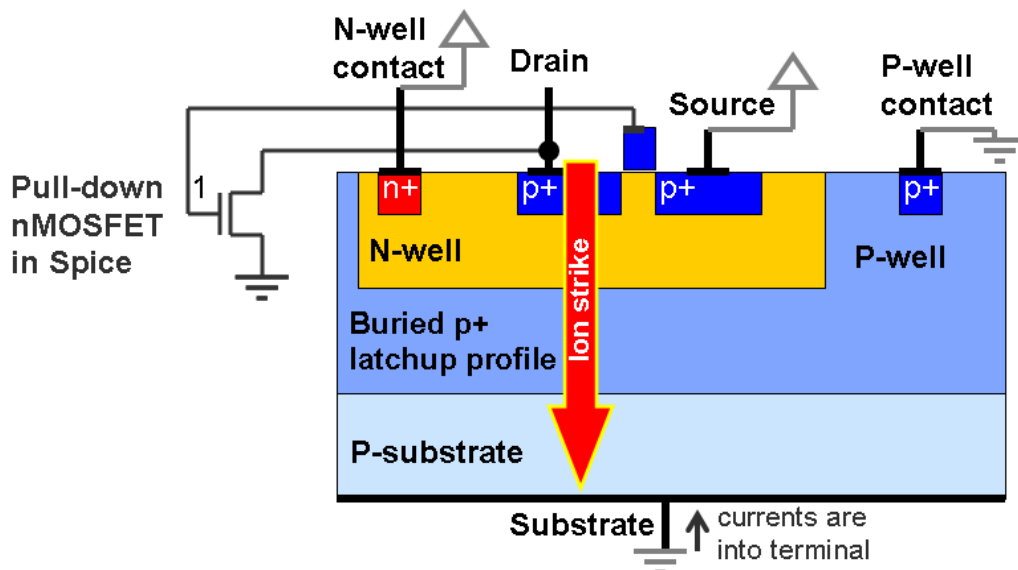 N-well
contact
Drain
Source
P-well
contact
Pull-down
nMOSFET
in Spice
1
n+
p+
p+
p+
N-well
P-well
Ion strike
Buried p+
latchup profile
P-substrate
Substrate
currents are
into terminal